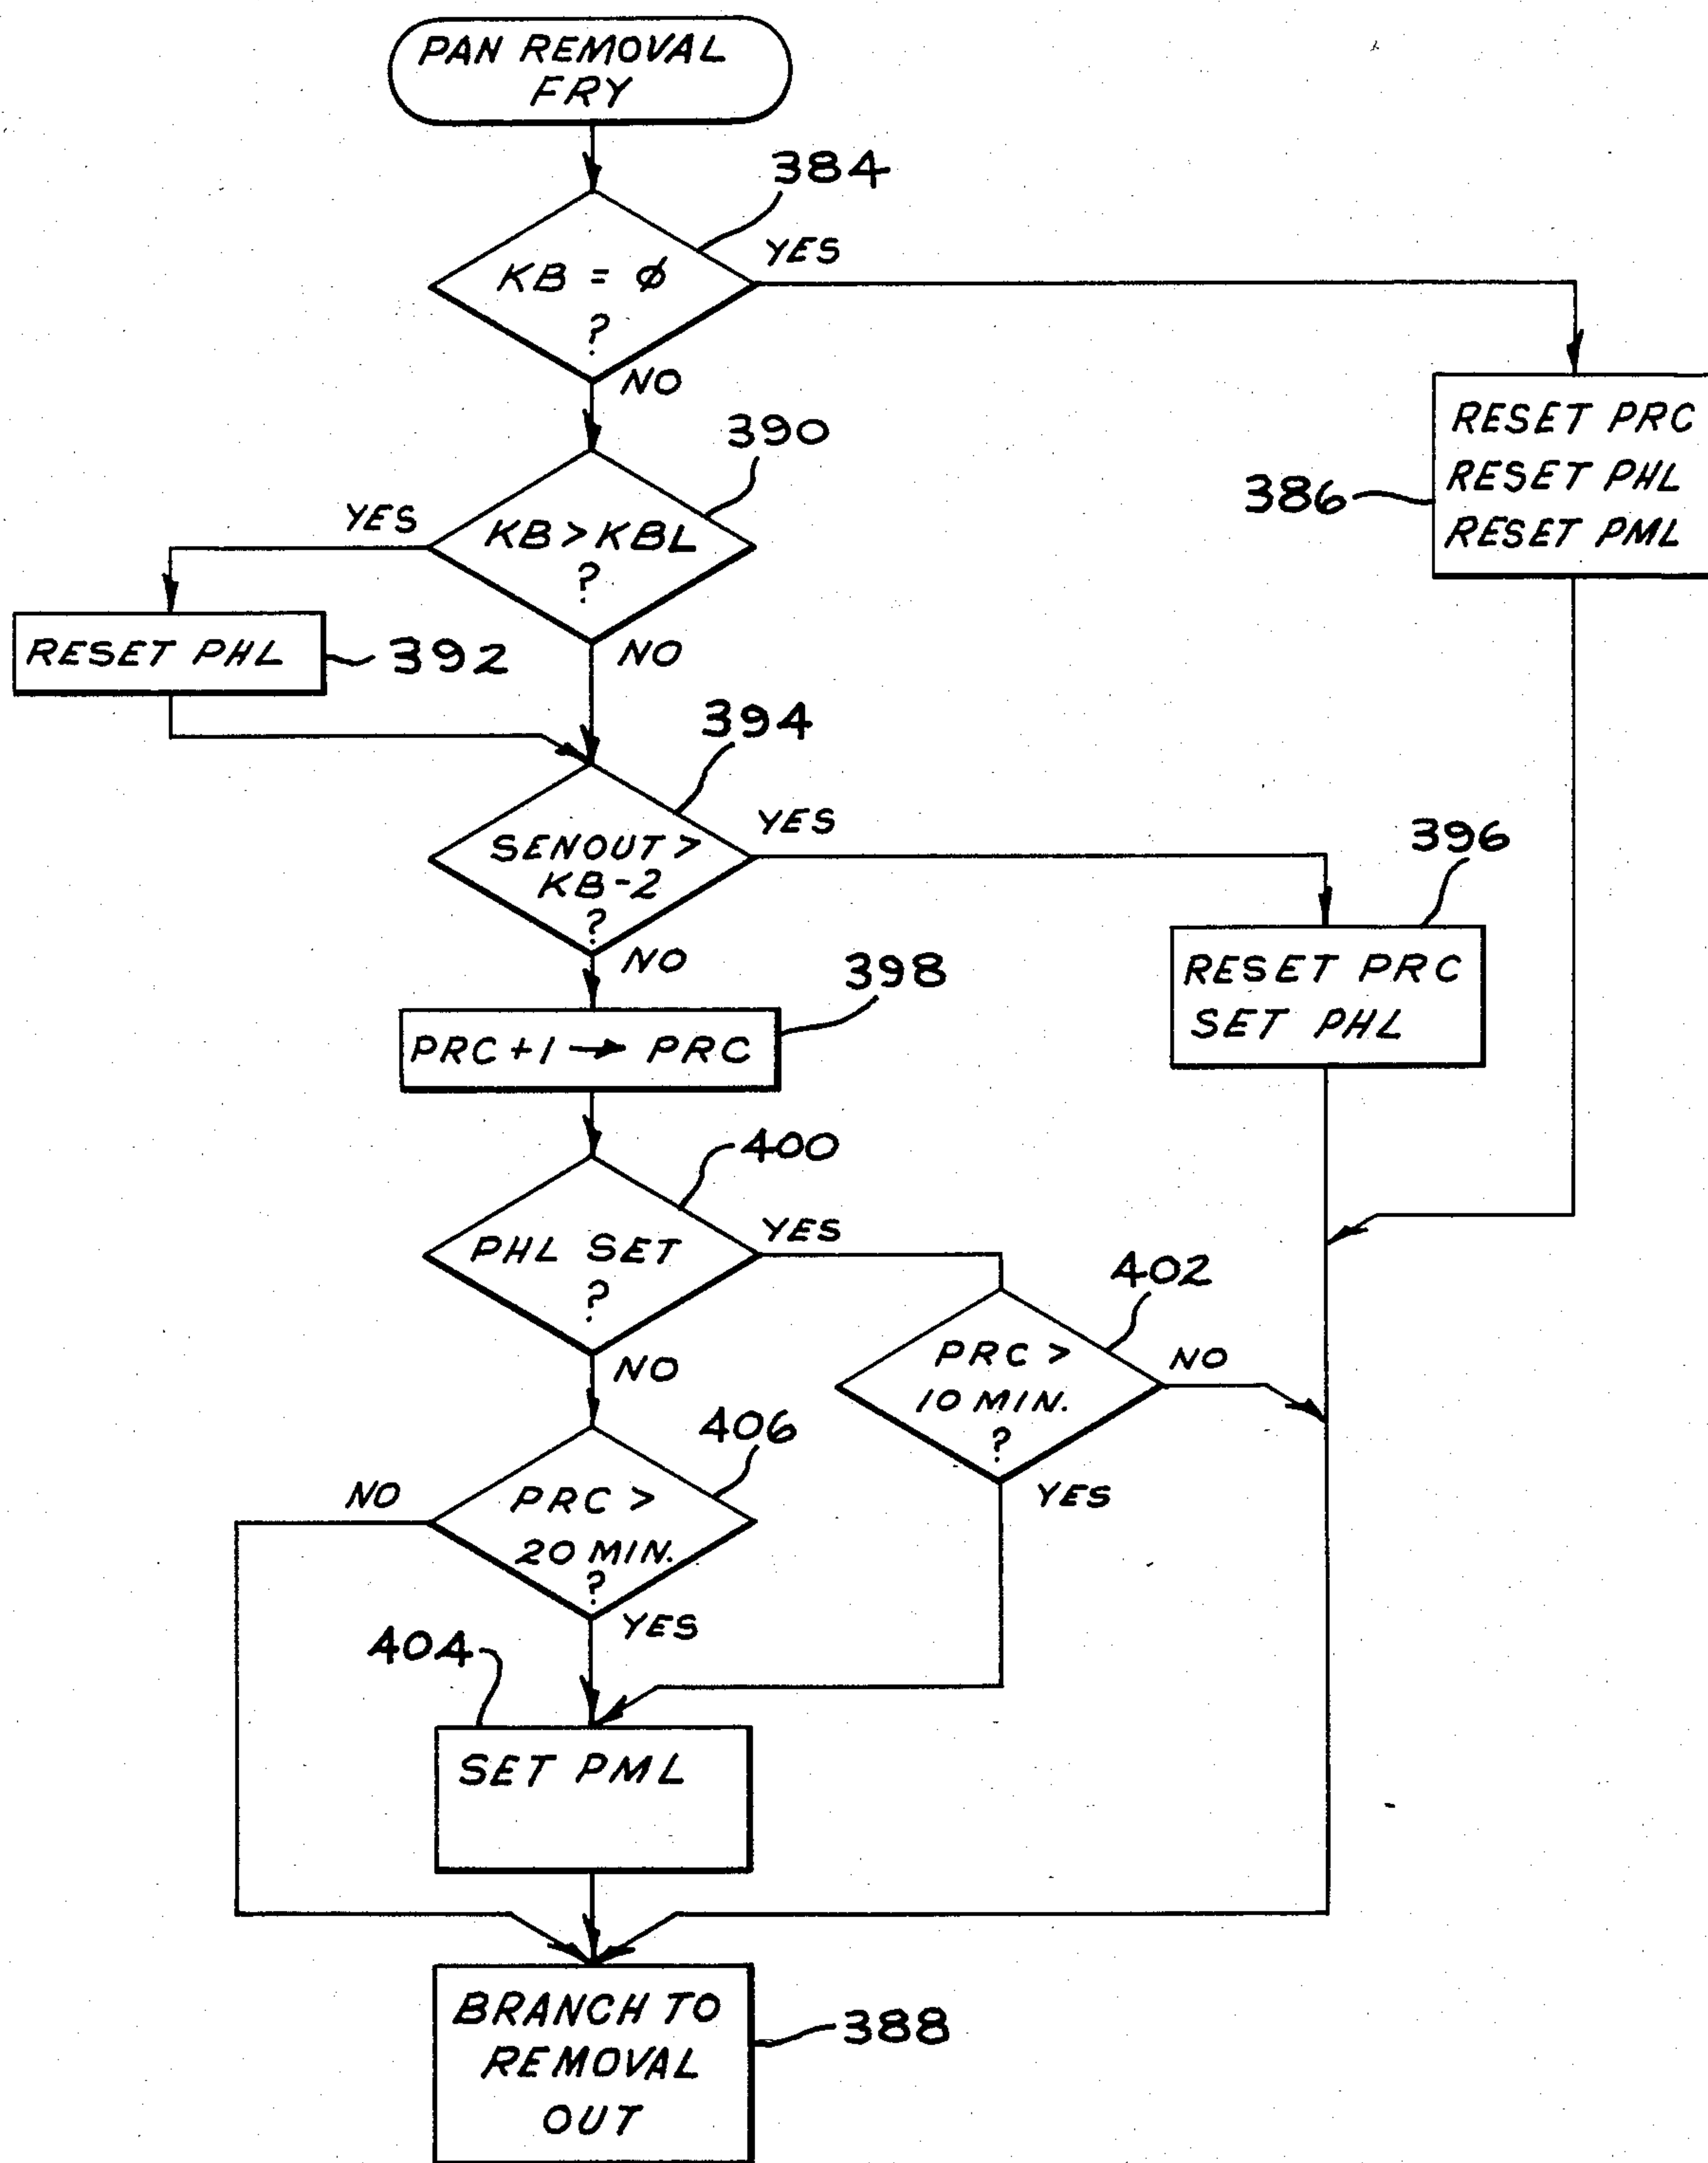 PAN REMOVAL
FRY
384
KB = ϕ
?
YES
NO
RESET PRC
RESET PHL
RESET PML
386
390
KB > KBL
?
YES
NO
RESET PHL
392
394
SENOUT >
KB-2
?
YES
NO
396
RESET PRC
SET PHL
398
PRC +1 → PRC
400
PHL SET
?
YES
NO
402
PRC >
10 MIN.
?
NO
YES
406
PRC >
20 MIN.
?
NO
YES
404
SET PML
BRANCH TO
REMOVAL
OUT
388